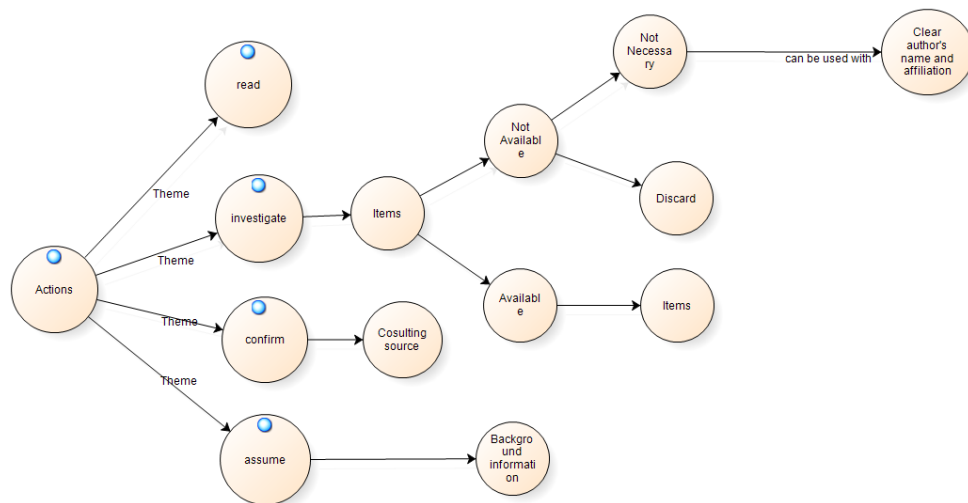 Not
Necessa
ry
can be used with
Clear
author's
name and
affiliation
read
Not
Availabl
e
Theme
Discard
investigate
Items
Theme
Actions
Availabl
e
Items
Theme
confirm
Cosulting
source
Theme
assume
Backgro
und
informati
on